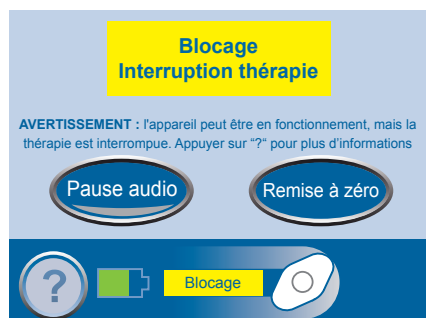 Blocage
Interruption thérapie
AVERTISSEMENT : l'appareil peut être en fonctionnement, mais la
thérapie est interrompue. Appuyer sur “?“ pour plus d’informations
Pause audio
Remise à zéro
?
Blocage